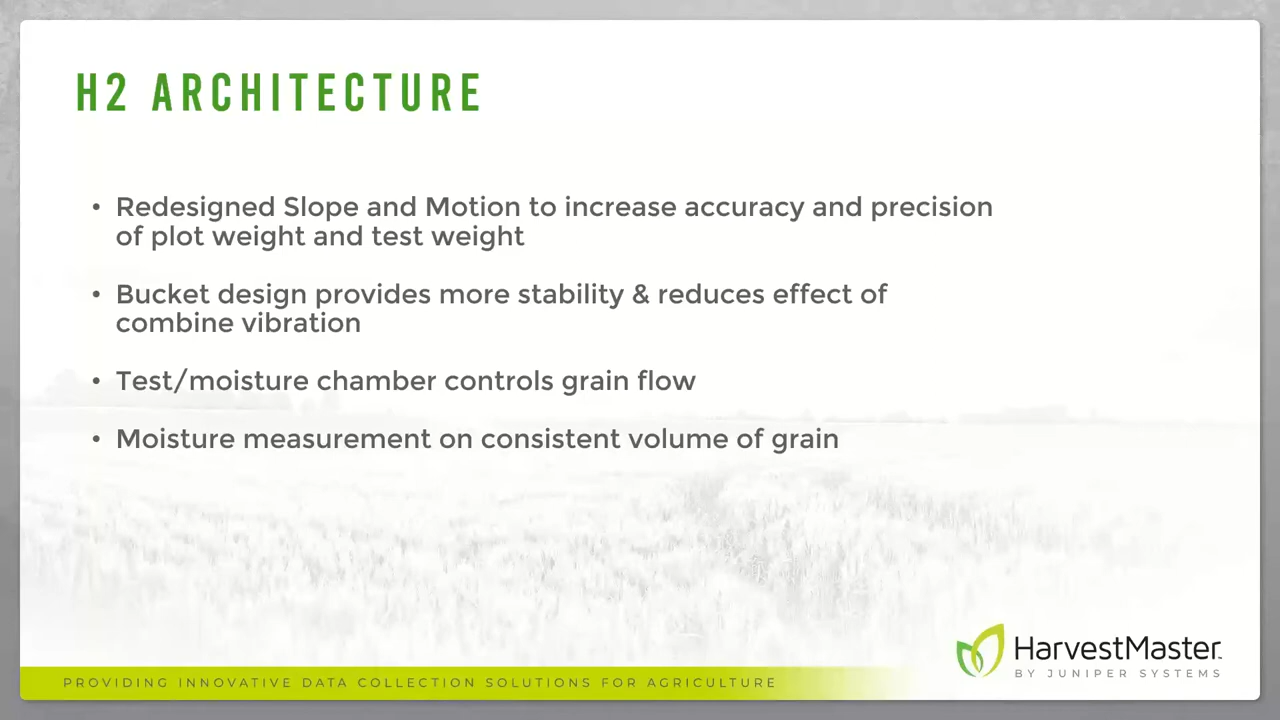 H2 ARCHITECTURE
• Redesigned Slope and Motion to increase accuracy and precision
of plot weight and test weight
• Bucket design provides more stability & reduces effect of
combine vibration
• Test/moisture chamber controls grain flow
• Moisture measurement on consistent volume of grain
HarvestMaster™
BY JUNIPER SYSTEMS
PROVIDING INNOVATIVE DATA COLLECTION SOLUTIONS FOR AGRICULTURE